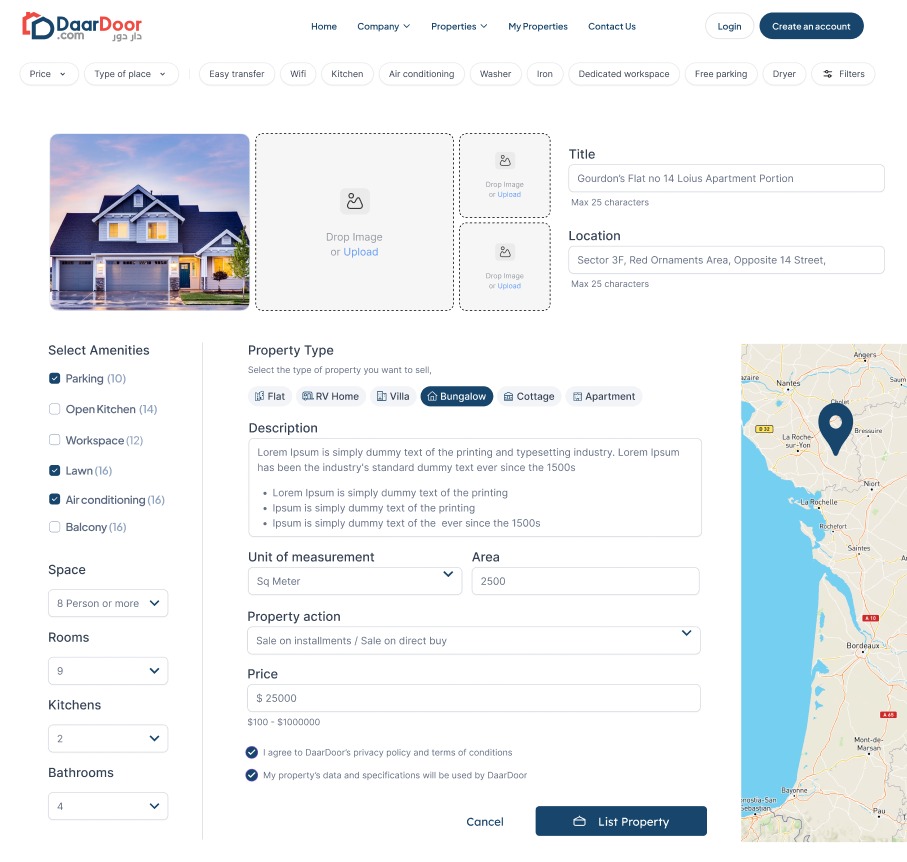 DaarDoor
.com دار دور
Home
Company
Properties
My Properties
Contact Us
Login
Create an account
Price
Type of place
Easy transfer
Wifi
Kitchen
Air conditioning
Washer
Iron
Dedicated workspace
Free parking
Dryer
Filters
Drop Image
or Upload
Drop Image
or Upload
Drop Image
or Upload
Title
Gourdon's Flat no 14 Loius Apartment Portion
Max 25 characters
Location
Sector 3F, Red Ornaments Area, Opposite 14 Street,
Max 25 characters
Select Amenities
Parking (10)
Open Kitchen (14)
Workspace (12)
Lawn (16)
Air conditioning (16)
Balcony (16)
Space
8 Person or more
Rooms
9
Kitchens
2
Bathrooms
4
Property Type
Select the type of property you want to sell,
Flat
RV Home
Villa
Bungalow
Cottage
Apartment
Description
Lorem Ipsum is simply dummy text of the printing and typesetting industry. Lorem Ipsum
has been the industry's standard dummy text ever since the 1500s
• Lorem Ipsum is simply dummy text of the printing
• Ipsum is simply dummy text of the printing
• Ipsum is simply dummy text of the ever since the 1500s
Unit of measurement
Sq Meter
Area
2500
Property action
Sale on installments / Sale on direct buy
Price
$ 25000
$100 - $1000000
I agree to DaarDoor's privacy policy and terms of conditions
My property's data and specifications will be used by DaarDoor
Cancel
List Property
Angers
azaire
Nantes
Saum
Cholet
D 32
Bressuire
La Roche-
sur-Yon
Niort
La Rochelle
Rochefort
Saintes
A 10
Bordeaux
A 65
Mont-de-
Marsan
Bayonne
onostia-San
Sebastián
Pau